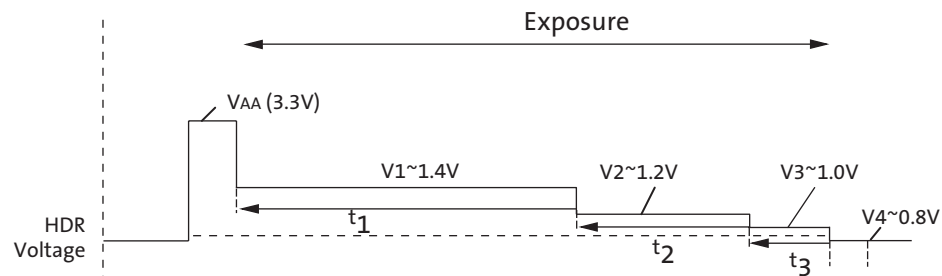 Exposure
VAA (3.3V)
V1~1.4V
V2~1.2V
V3~1.0V
HDR
Voltage
t1
t2
t3
V4~0.8V